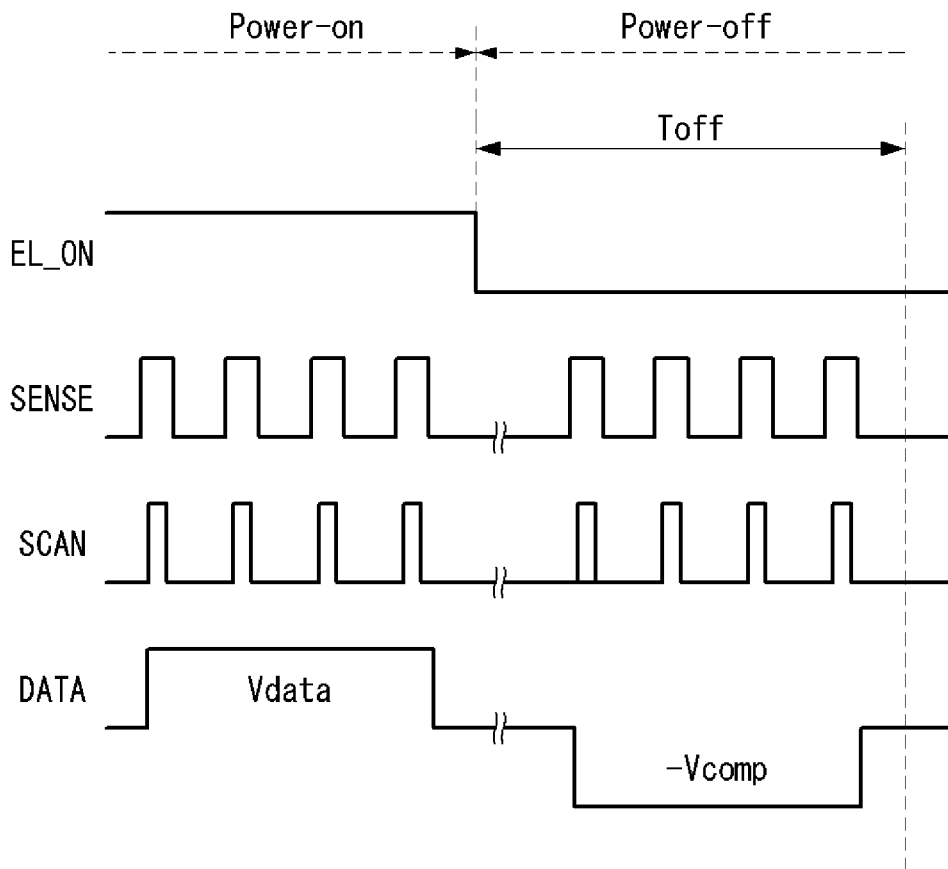 Power-on
Power-off
Toff
EL_ON
SENSE
SCAN
DATA
Vdata
-Vcomp